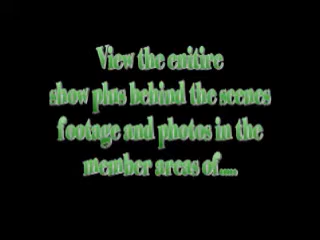 View the enitire
show plus behind the scenes
footage and photos in the
member areas of.....